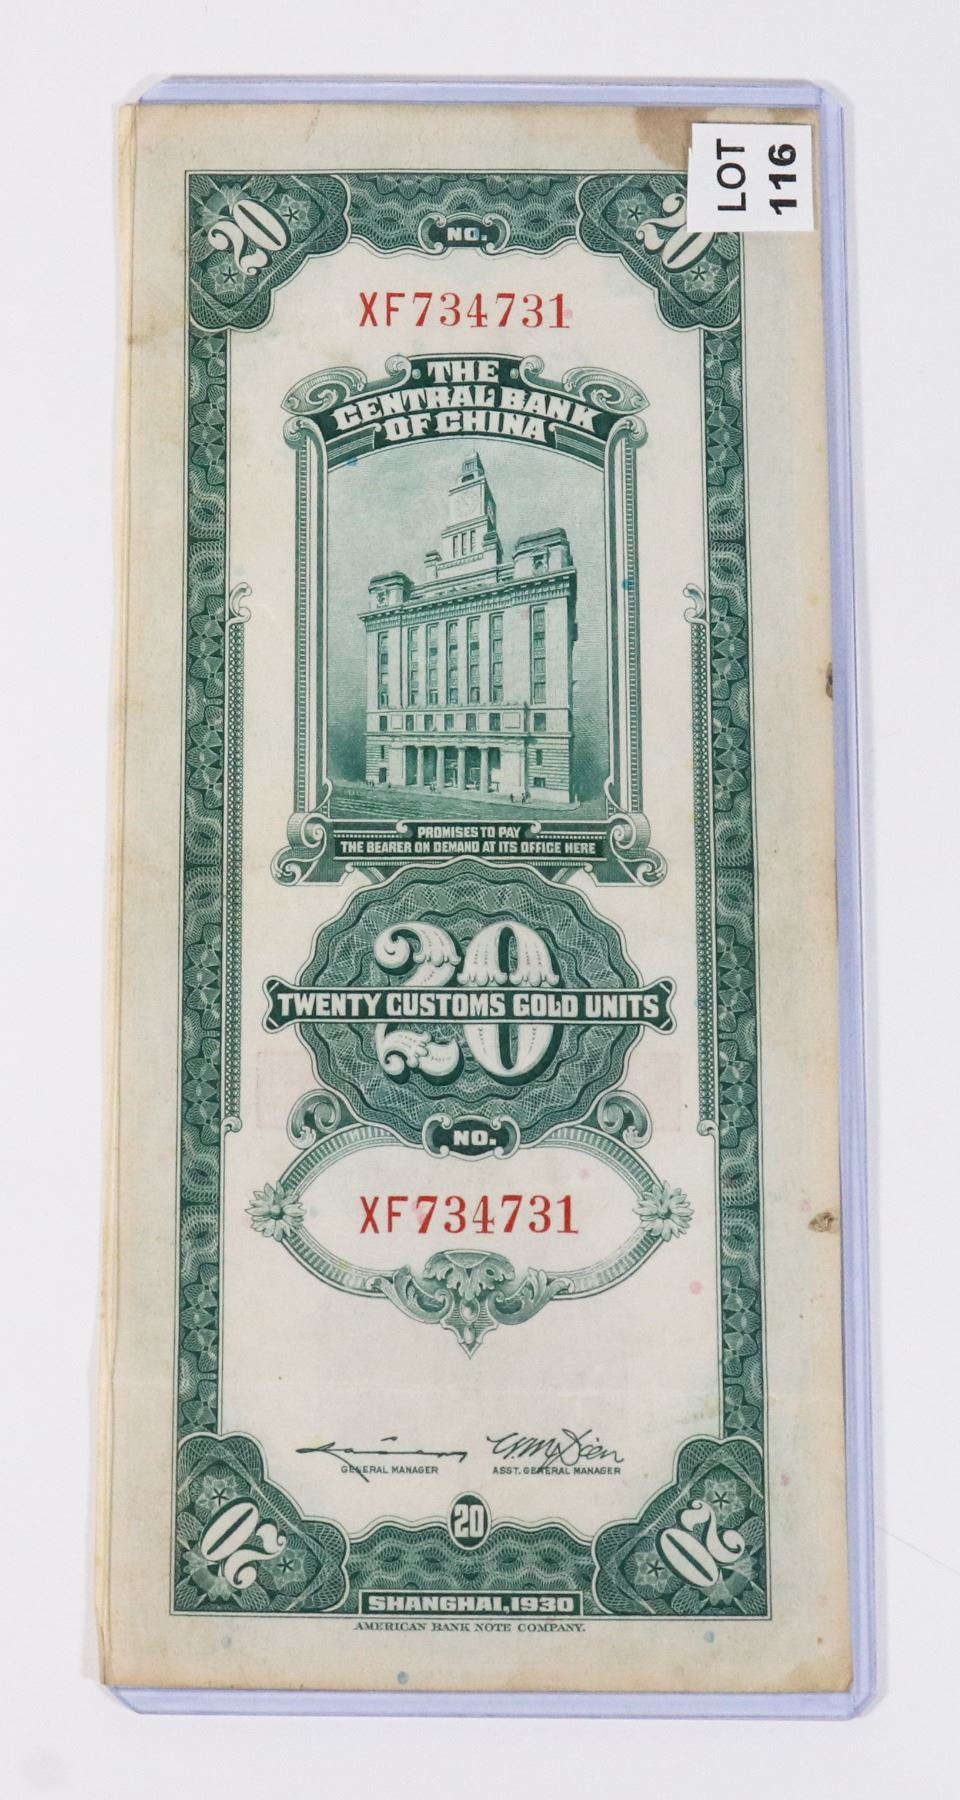 LOT
116
20
20
NO.
XF734731
THE
CENTRAL BANK
OF CHINA
PROMISES TO PAY
THE BEARER ON DEMAND AT ITS OFFICE HERE
20
TWENTY CUSTOMS GOLD UNITS
NO.
XF734731
GENERAL MANAGER
ASST. GENERAL MANAGER
20
20
20
SHANGHAI, 1930
AMERICAN BANK NOTE COMPANY.